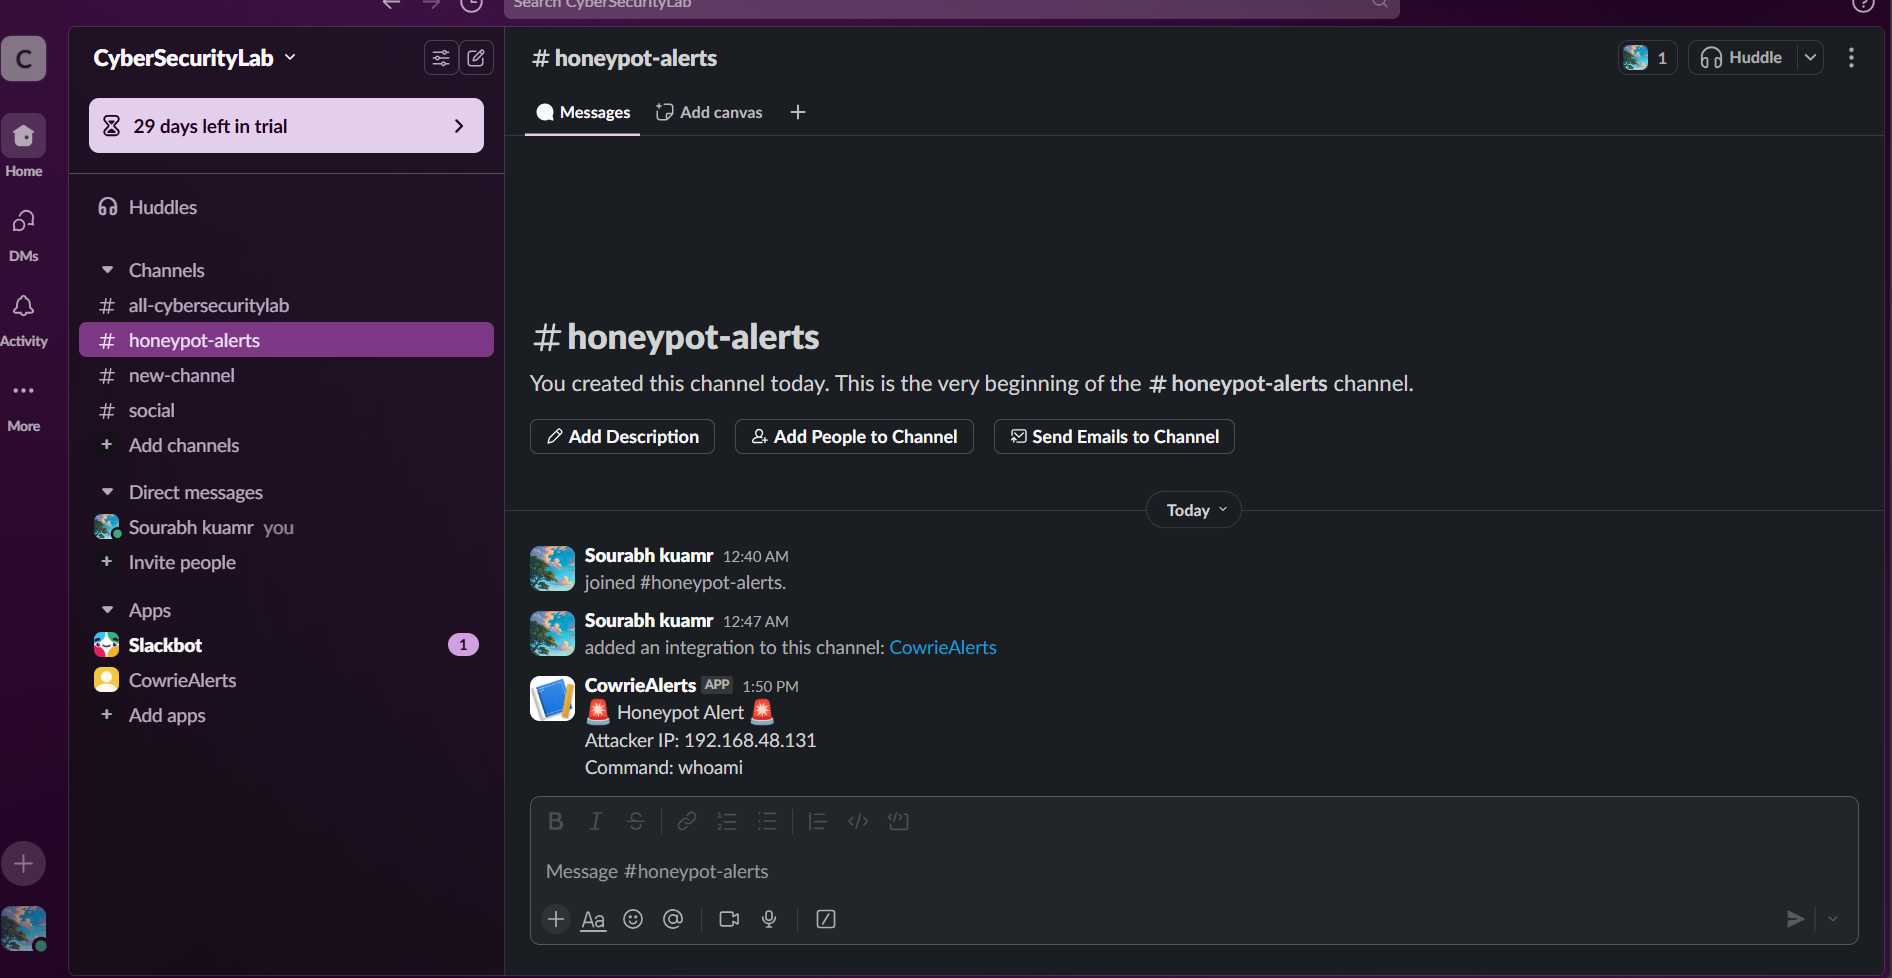 Search CyberSecurityLab
C
CyberSecurityLab
29 days left in trial
Home
DMs
Activity
More
Huddles
Channels
# all-cybersecuritylab
# honeypot-alerts
# new-channel
# social
+ Add channels
Direct messages
Sourabh kuamr you
+ Invite people
Apps
Slackbot 1
CowrieAlerts
+ Add apps
# honeypot-alerts
1
Huddle
Messages
Add canvas
+
# honeypot-alerts
You created this channel today. This is the very beginning of the # honeypot-alerts channel.
Add Description
Add People to Channel
Send Emails to Channel
Today
Sourabh kuamr 12:40 AM
joined #honeypot-alerts.
Sourabh kuamr 12:47 AM
added an integration to this channel: CowrieAlerts
CowrieAlerts APP 1:50 PM
🚨 Honeypot Alert 🚨
Attacker IP: 192.168.48.131
Command: whoami
B I S
Message #honeypot-alerts
+ Aa @